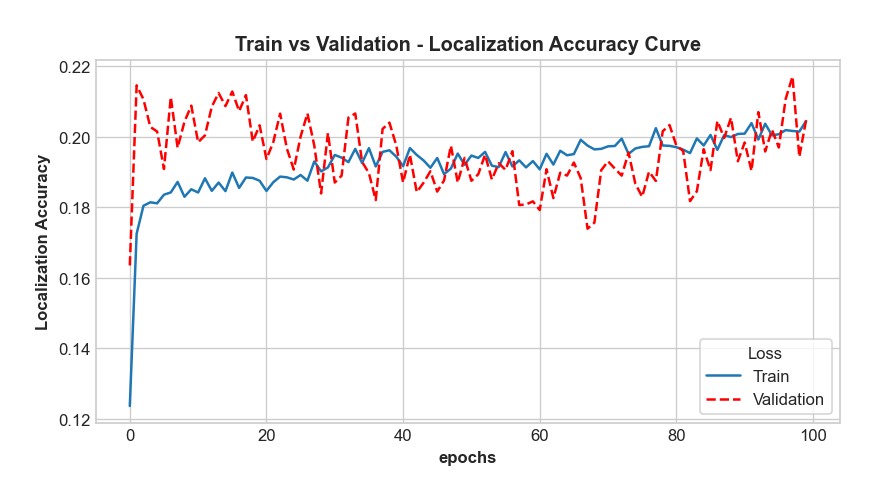 Train vs Validation - Localization Accuracy Curve
0.22
0.20
0.18
0.16
0.14
0.12
Localization Accuracy
Loss
Train
Validation
0
20
40
60
80
100
epochs